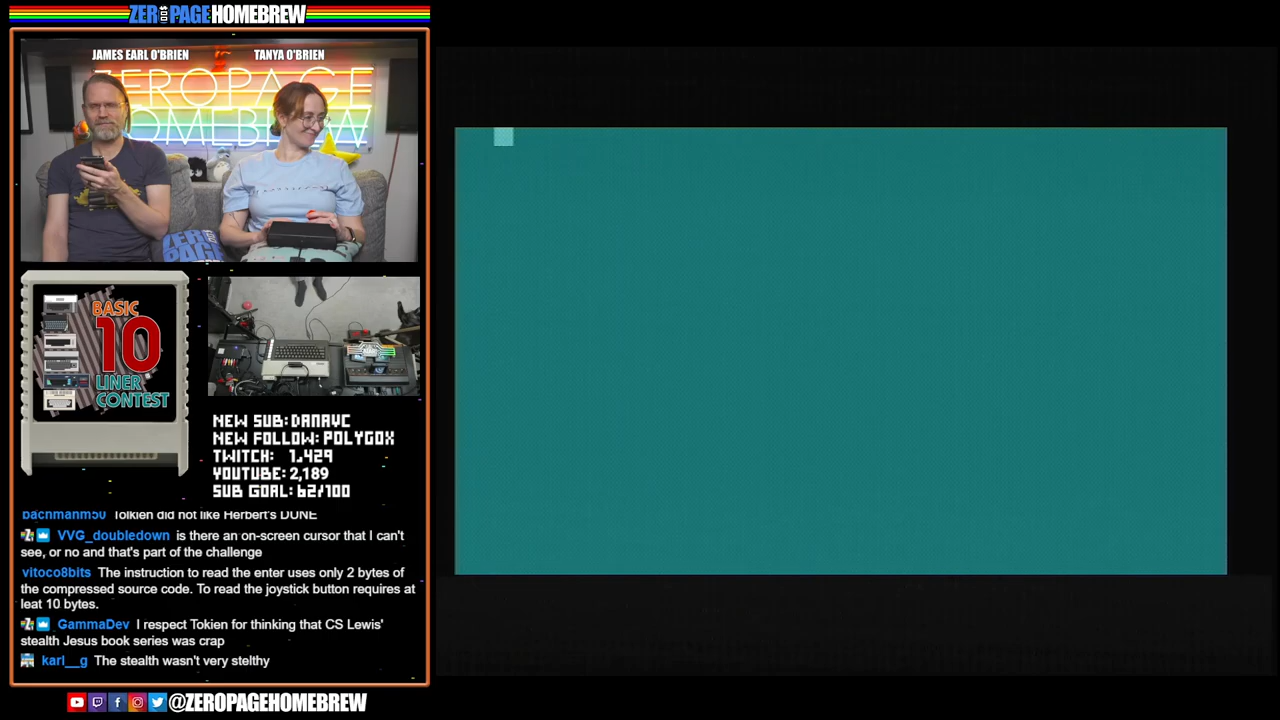 ZEROPAGE HOMEBREW
JAMES EARL O'BRIEN
TANYA O'BRIEN
ZEROPAGE
HOMEBREW
BASIC
10
LINER
CONTEST
NEW SUB: DANAVC
NEW FOLLOW: POLYGOX
TWITCH: 1,429
YOUTUBE: 2,189
SUB GOAL: 62/100
bachmanm50 Tolkien did not like Herbert's DUNE
VVG_doubledown is there an on-screen cursor that I can't
see, or no and that's part of the challenge
vitoco8bits The instruction to read the enter uses only 2 bytes of
the compressed source code. To read the joystick button requires at
leat 10 bytes.
GammaDev I respect Tokien for thinking that CS Lewis'
stealth Jesus book series was crap
karl__g The stealth wasn't very stelthy
@ZEROPAGEHOMEBREW